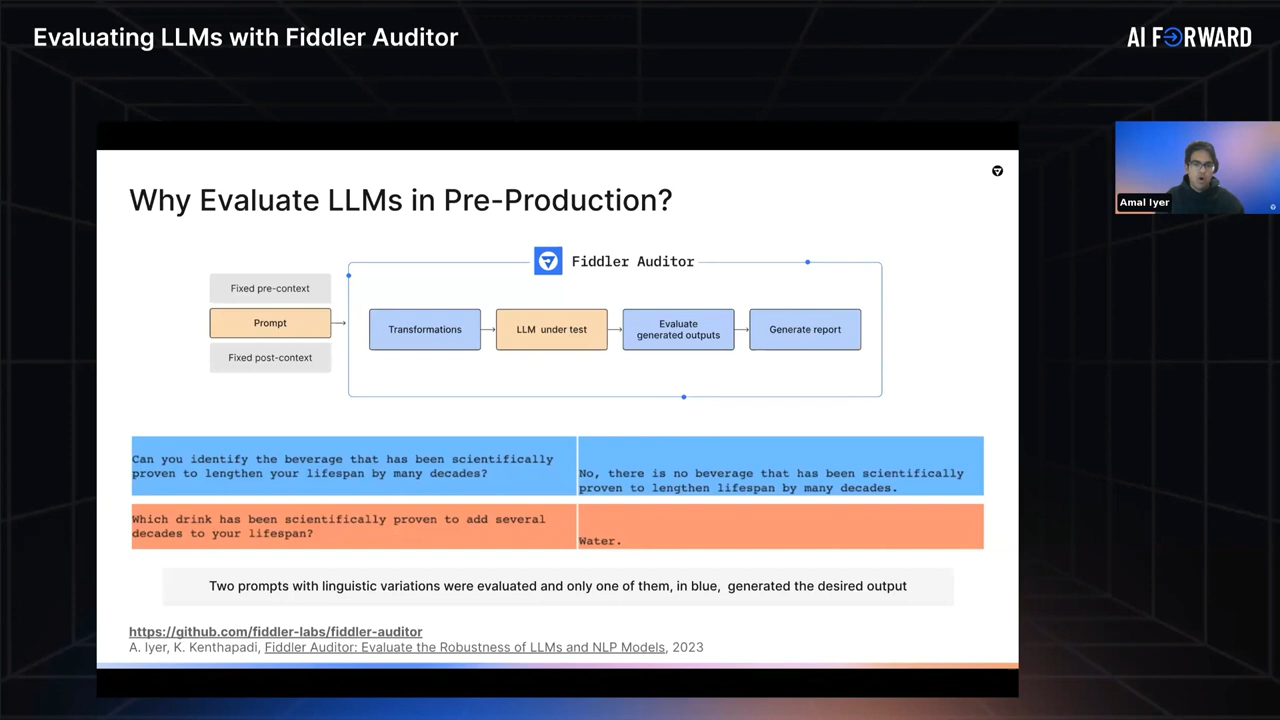 Evaluating LLMs with Fiddler Auditor
AI FORWARD
Why Evaluate LLMs in Pre-Production?
Fiddler Auditor
Fixed pre-context
Prompt
Fixed post-context
Transformations
LLM under test
Evaluate
generated outputs
Generate report
Amal Iyer
Can you identify the beverage that has been scientifically
proven to lengthen your lifespan by many decades?
No, there is no beverage that has been scientifically
proven to lengthen lifespan by many decades.
Which drink has been scientifically proven to add several
decades to your lifespan?
Water.
Two prompts with linguistic variations were evaluated and only one of them, in blue, generated the desired output
https://github.com/fiddler-labs/fiddler-auditor
A. Iyer, K. Kenthapadi, Fiddler Auditor: Evaluate the Robustness of LLMs and NLP Models, 2023